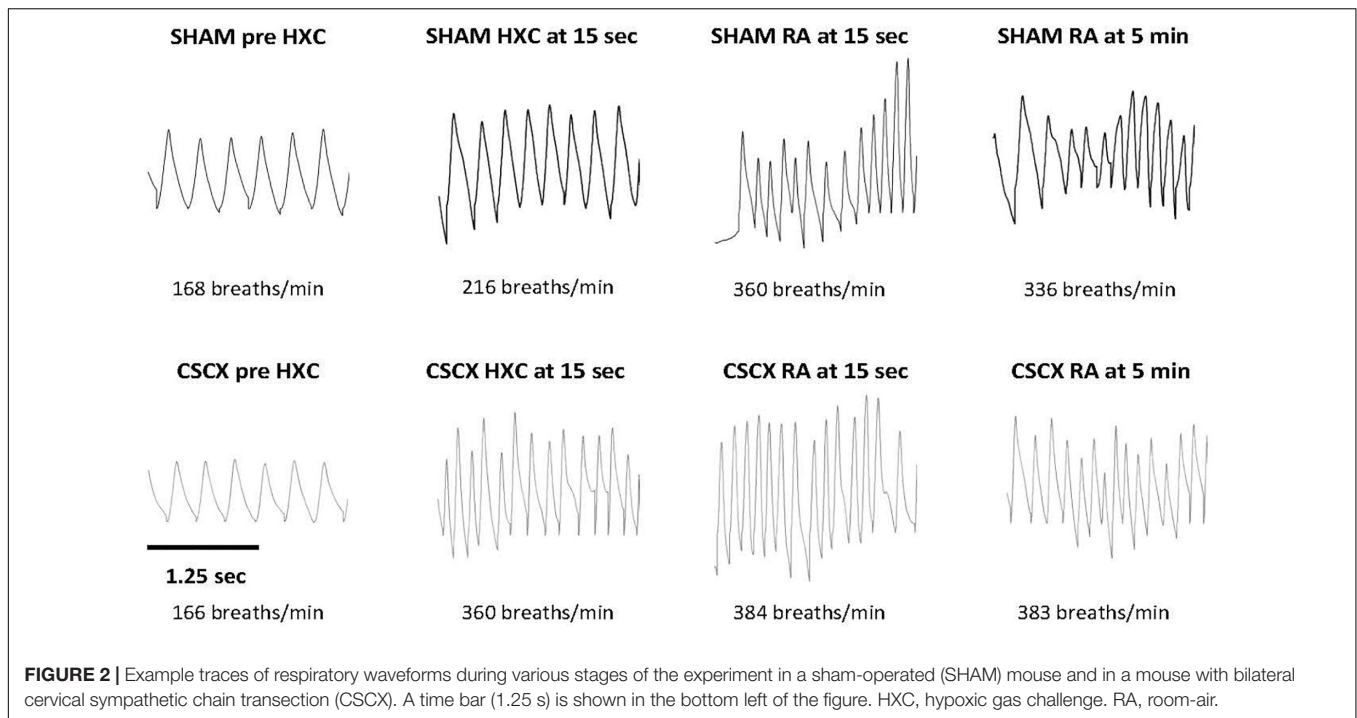 SHAM pre HXC SHAM HXC at 15 sec SHAM RA at 15 sec SHAM RA at 5 min
168 breaths/min 216 breaths/min 360 breaths/min 336 breaths/min
CSCX pre HXC CSCX HXC at 15 sec CSCX RA at 15 sec CSCX RA at 5 min
1.25 sec
166 breaths/min 360 breaths/min 384 breaths/min 383 breaths/min
FIGURE 2 | Example traces of respiratory waveforms during various stages of the experiment in a sham-operated (SHAM) mouse and in a mouse with bilateral
cervical sympathetic chain transection (CSCX). A time bar (1.25 s) is shown in the bottom left of the figure. HXC, hypoxic gas challenge. RA, room-air.